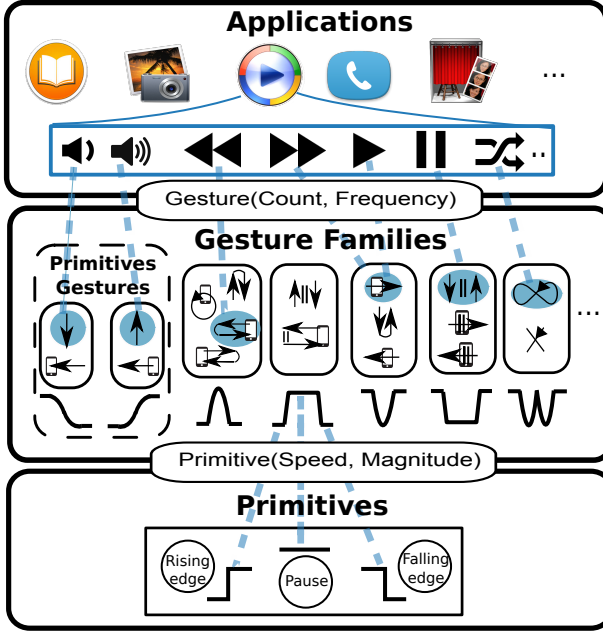 Applications
...
..
Gesture(Count, Frequency)
Gesture Families
Primitives
Gestures
...
Primitive(Speed, Magnitude)
Primitives
Rising
edge
Pause
Falling
edge